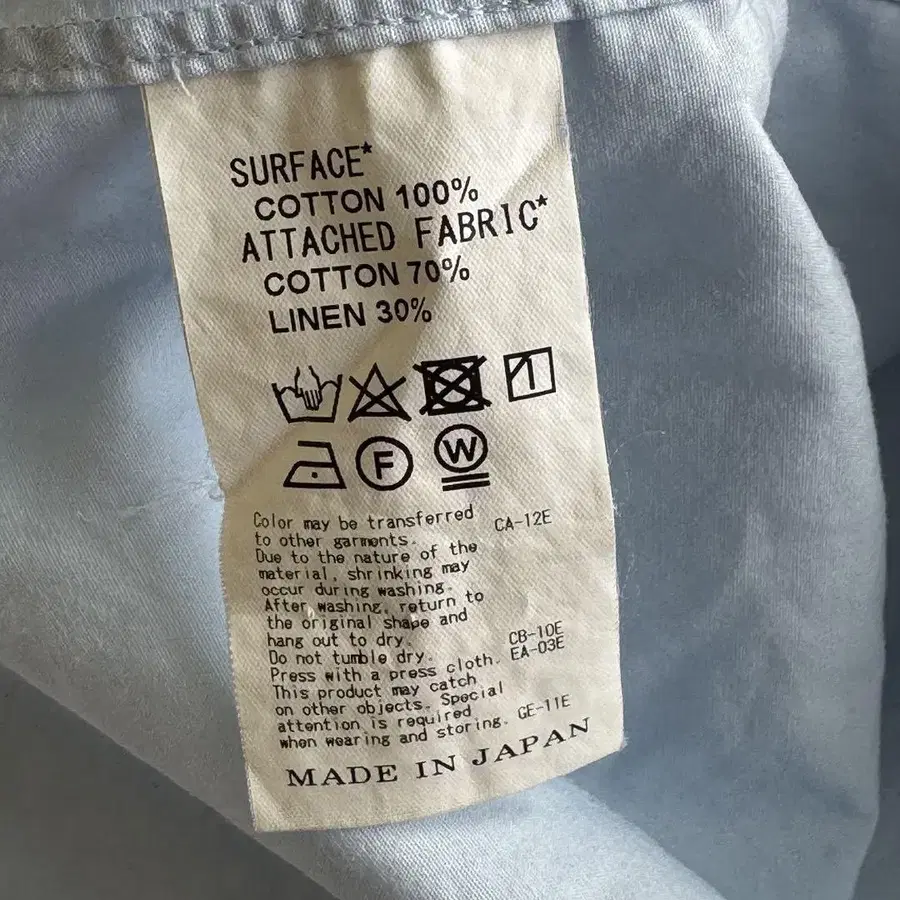 SURFACE*
COTTON 100%
ATTACHED FABRIC*
COTTON 70%
LINEN 30%
F W
Color may be transferred
to other garments. CA-12E
Due to the nature of the
material, shrinking may
occur during washing.
After washing, return to
the original shape and
hang out to dry. CB-10E
Do not tumble dry. EA-03E
Press with a press cloth.
This product may catch
on other objects. Special
attention is required GE-11E
when wearing and storing.
MADE IN JAPAN